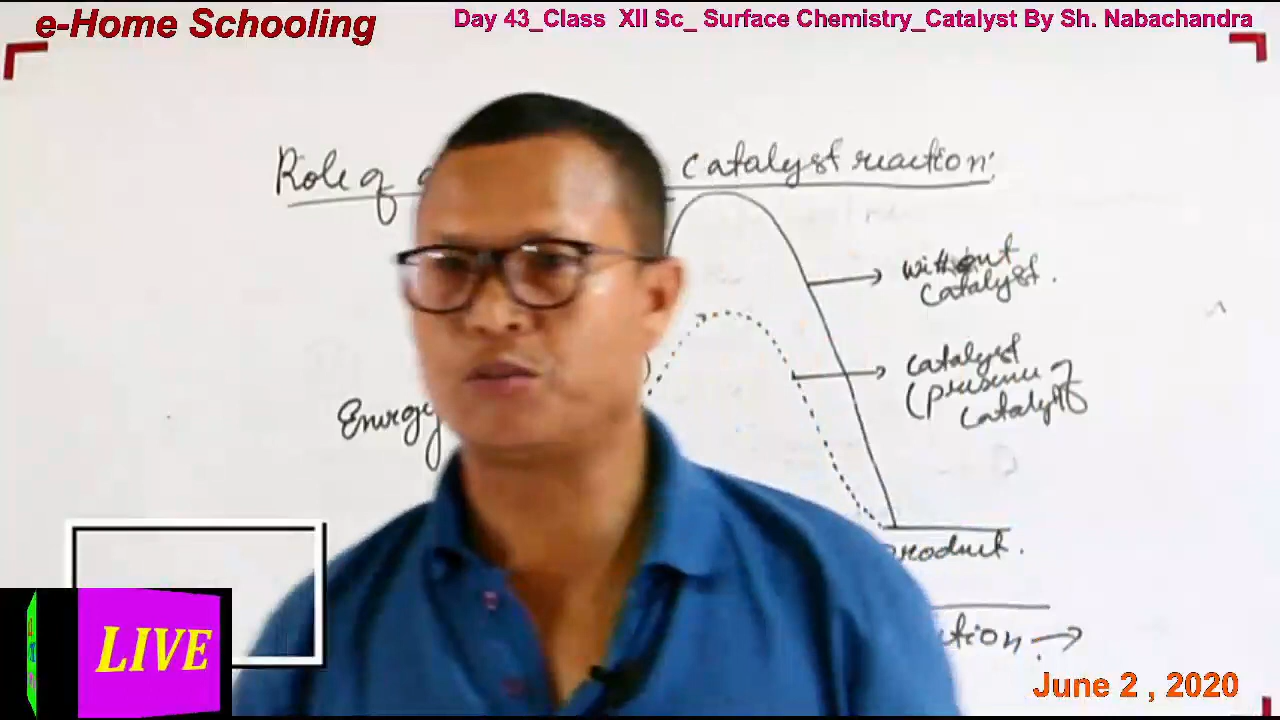 e-Home Schooling
Day 43_Class XII Sc_ Surface Chemistry_Catalyst By Sh. Nabachandra
Role of
catalyst reaction:
without
catalyst.
catalyst
(presence of
catalyst
Energy
product.
ction.
LIVE
June 2 , 2020